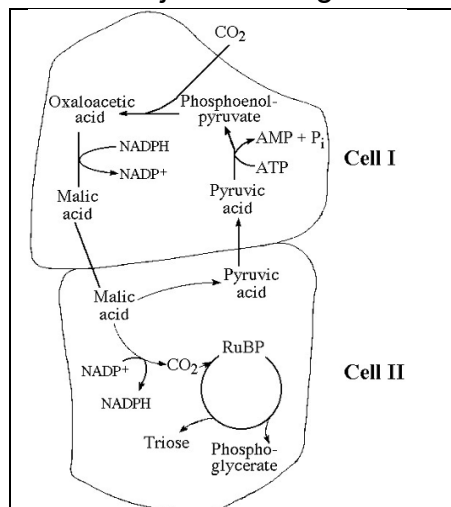 CO2
Oxaloacetic
acid
Phosphoenol-
pyruvate
NADPH
NADP+
AMP + Pi
ATP
Cell I
Malic
acid
Pyruvic
acid
Pyruvic
acid
Malic
acid
RuBP
CO2
NADP+
NADPH
Cell II
Triose
Phospho-
glycerate